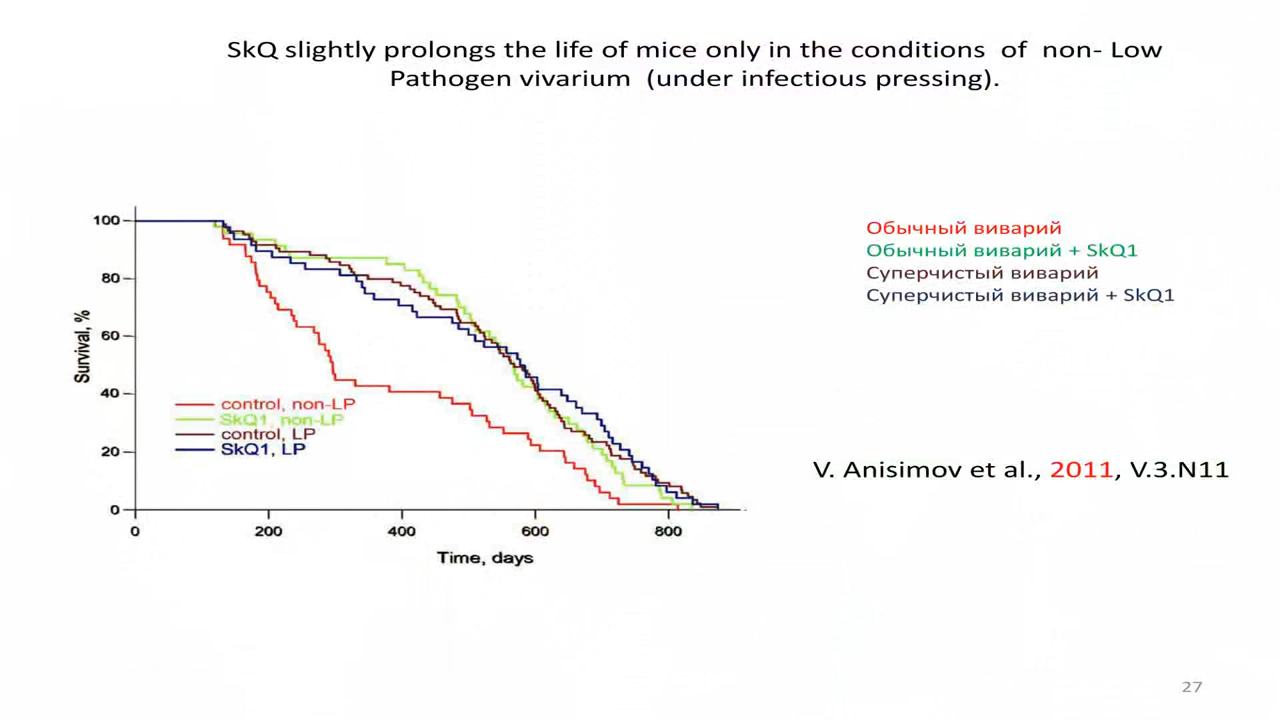 SkQ slightly prolongs the life of mice only in the conditions of non- Low
Pathogen vivarium (under infectious pressing).
100
80
60
40
20
0
Survival, %
control, non-LP
SkQ1, non-LP
control, LP
SkQ1, LP
0 200 400 600 800
Time, days
Обычный виварий
Обычный виварий + SkQ1
Суперчистый виварий
Суперчистый виварий + SkQ1
V. Anisimov et al., 2011, V.3.N11
27